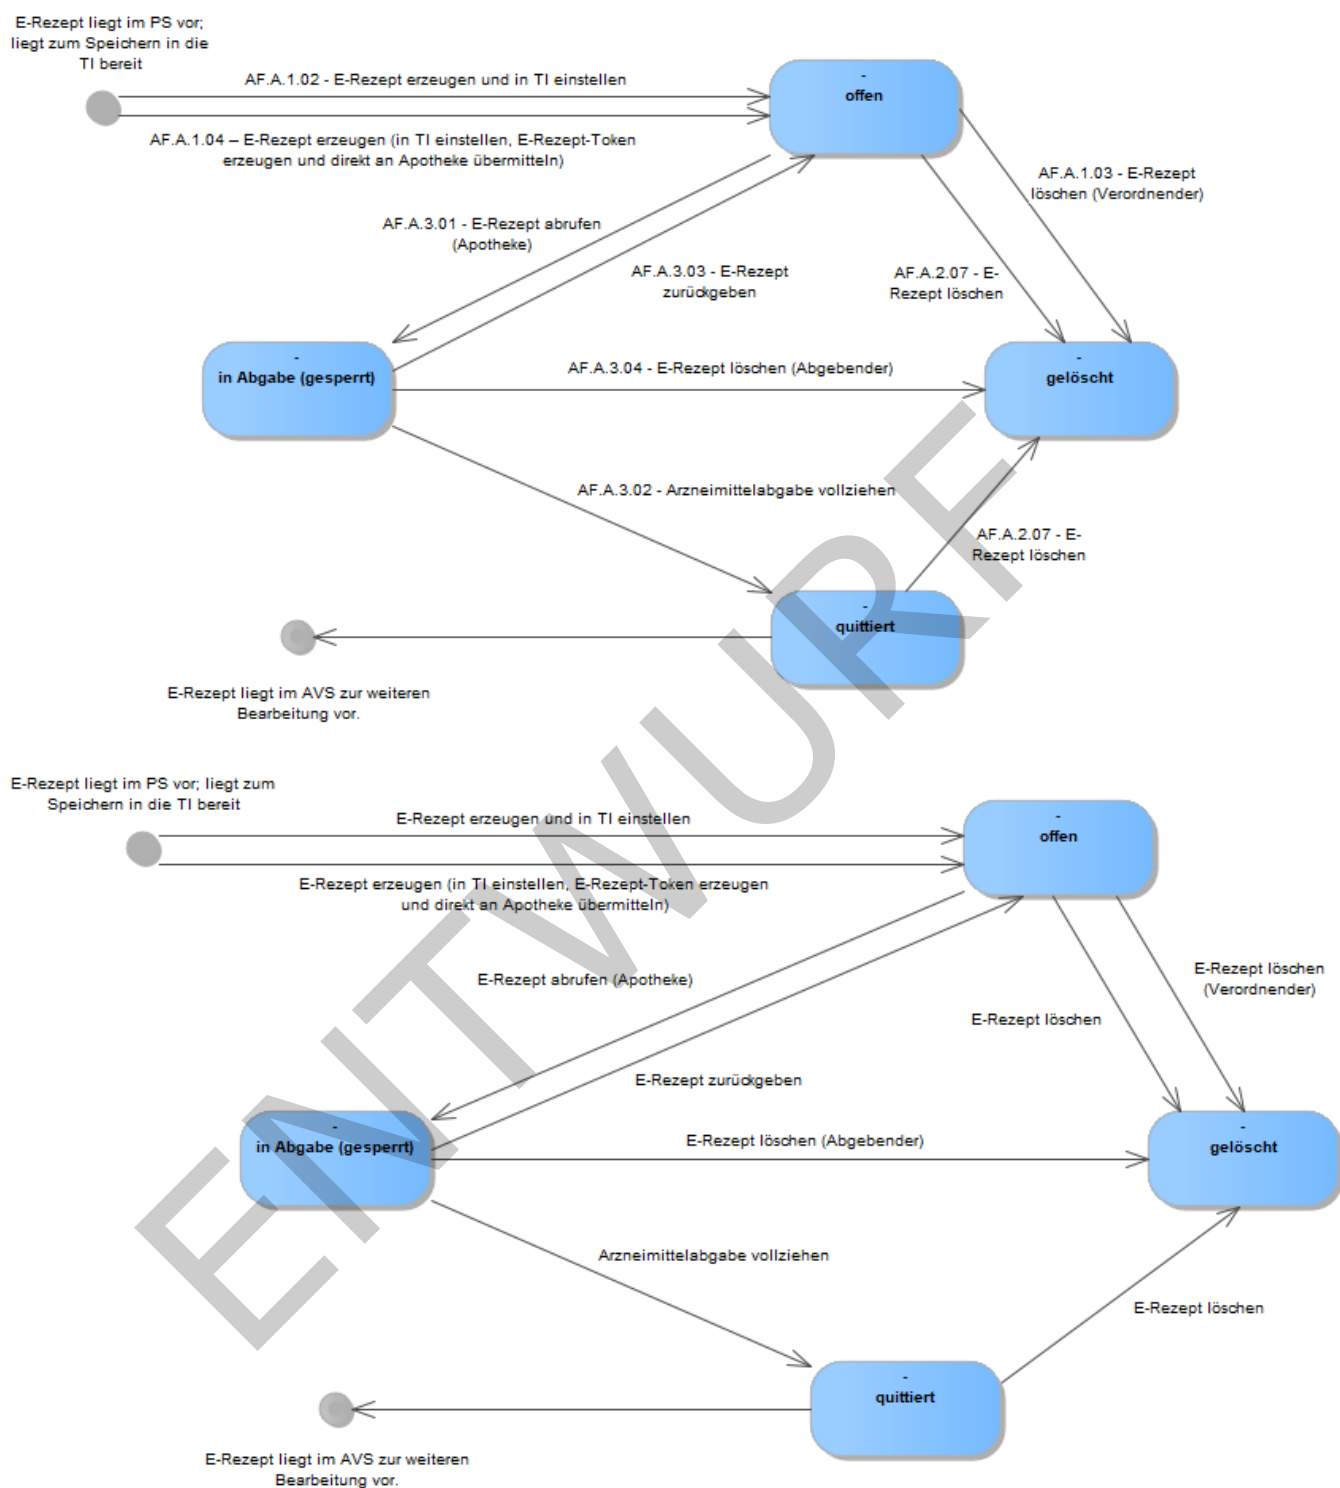 E-Rezept liegt im PS vor;
liegt zum Speichern in die
TI bereit
AF.A.1.02 - E-Rezept erzeugen und in TI einstellen
-
offen
AF.A.1.04 – E-Rezept erzeugen (in TI einstellen, E-Rezept-Token
erzeugen und direkt an Apotheke übermitteln)
AF.A.1.03 - E-Rezept
löschen (Verordnender)
AF.A.3.01 - E-Rezept abrufen
(Apotheke)
AF.A.3.03 - E-Rezept
zurückgeben
AF.A.2.07 - E-
Rezept löschen
-
in Abgabe (gesperrt)
AF.A.3.04 - E-Rezept löschen (Abgebender)
-
gelöscht
AF.A.3.02 - Arzneimittelabgabe vollziehen
AF.A.2.07 - E-
Rezept löschen
-
quittiert
E-Rezept liegt im AVS zur weiteren
Bearbeitung vor.
E-Rezept liegt im PS vor; liegt zum
Speichern in die TI bereit
E-Rezept erzeugen und in TI einstellen
-
offen
E-Rezept erzeugen (in TI einstellen, E-Rezept-Token erzeugen
und direkt an Apotheke übermitteln)
E-Rezept abrufen (Apotheke)
E-Rezept löschen
(Verordnender)
E-Rezept löschen
E-Rezept zurückgeben
-
in Abgabe (gesperrt)
E-Rezept löschen (Abgebender)
-
gelöscht
Arzneimittelabgabe vollziehen
E-Rezept löschen
-
quittiert
E-Rezept liegt im AVS zur weiteren
Bearbeitung vor.
ENTWURF